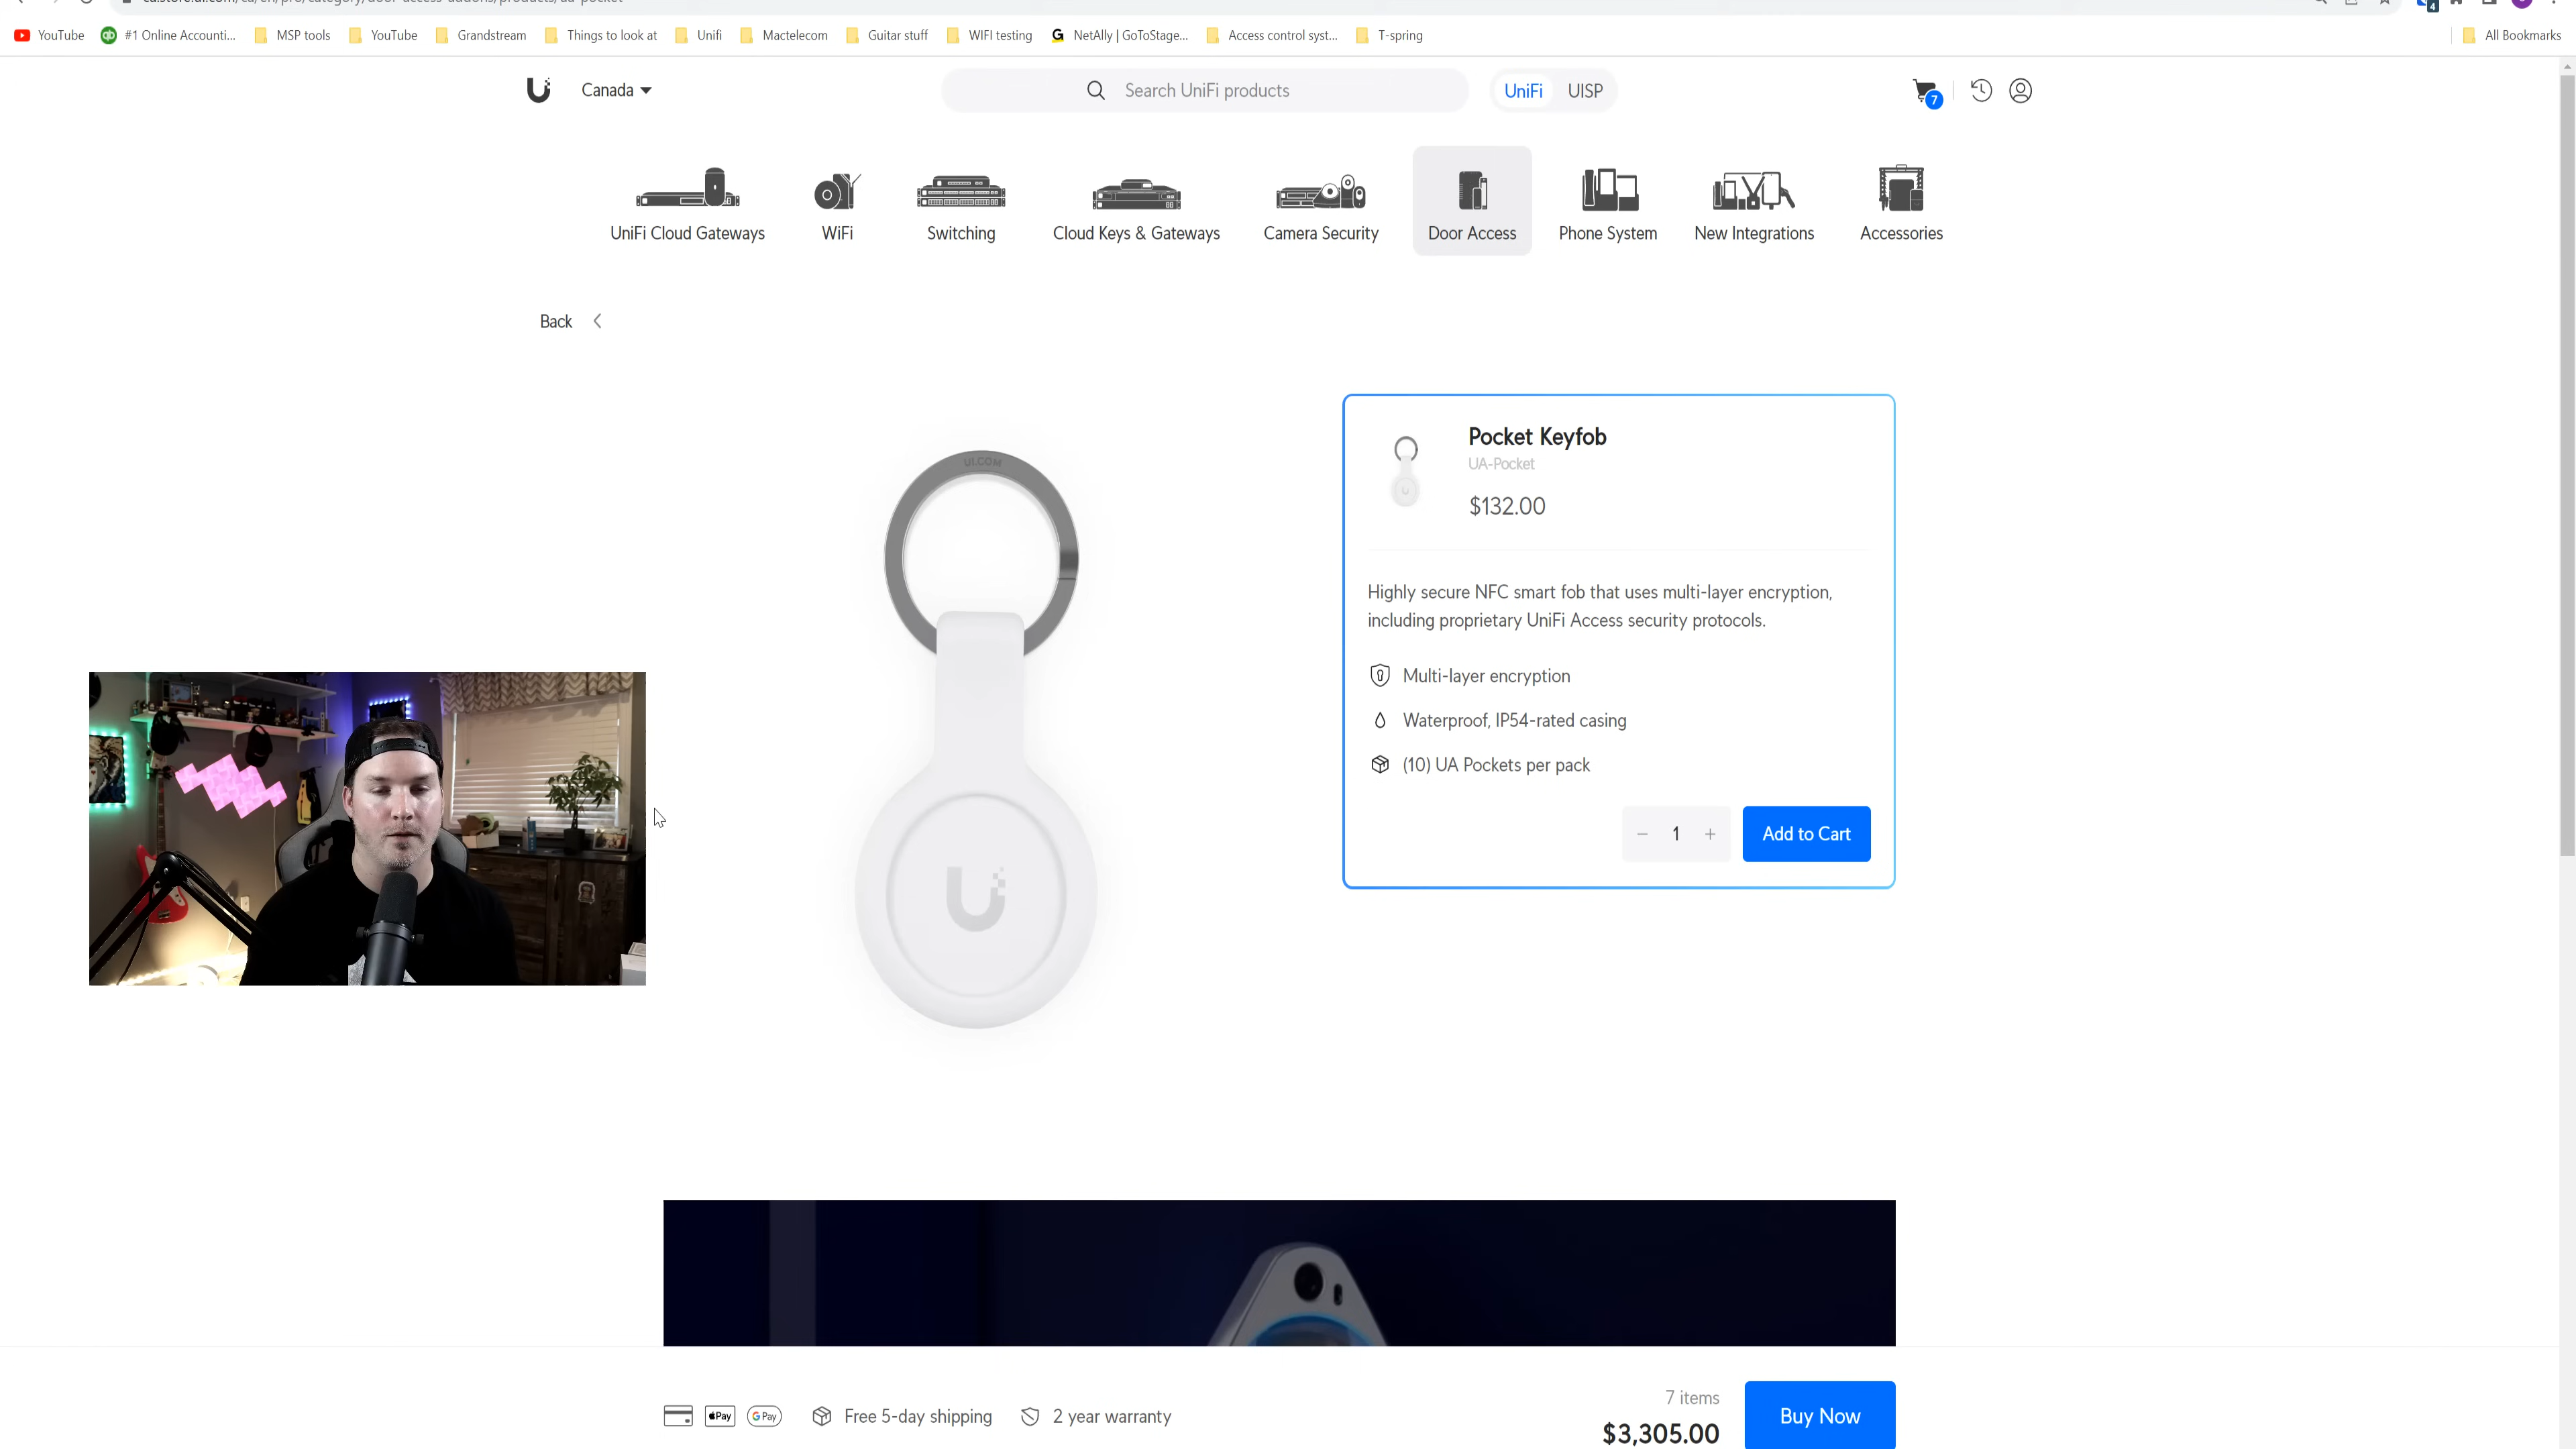 YouTube #1 Online Accounti... MSP tools YouTube Grandstream Things to look at Unifi Mactelecom Guitar stuff WIFI testing NetAlly | GoToStage... Access control syst... T-spring All Bookmarks
Canada Search UniFi products UniFi UISP 7
UniFi Cloud Gateways WiFi Switching Cloud Keys & Gateways Camera Security Door Access Phone System New Integrations Accessories
Back
UI.COM
Pocket Keyfob
UA-Pocket
$132.00
Highly secure NFC smart fob that uses multi-layer encryption,
including proprietary UniFi Access security protocols.
Multi-layer encryption
Waterproof, IP54-rated casing
(10) UA Pockets per pack
1 Add to Cart
Pay G Pay Free 5-day shipping 2 year warranty
7 items
$3,305.00
Buy Now